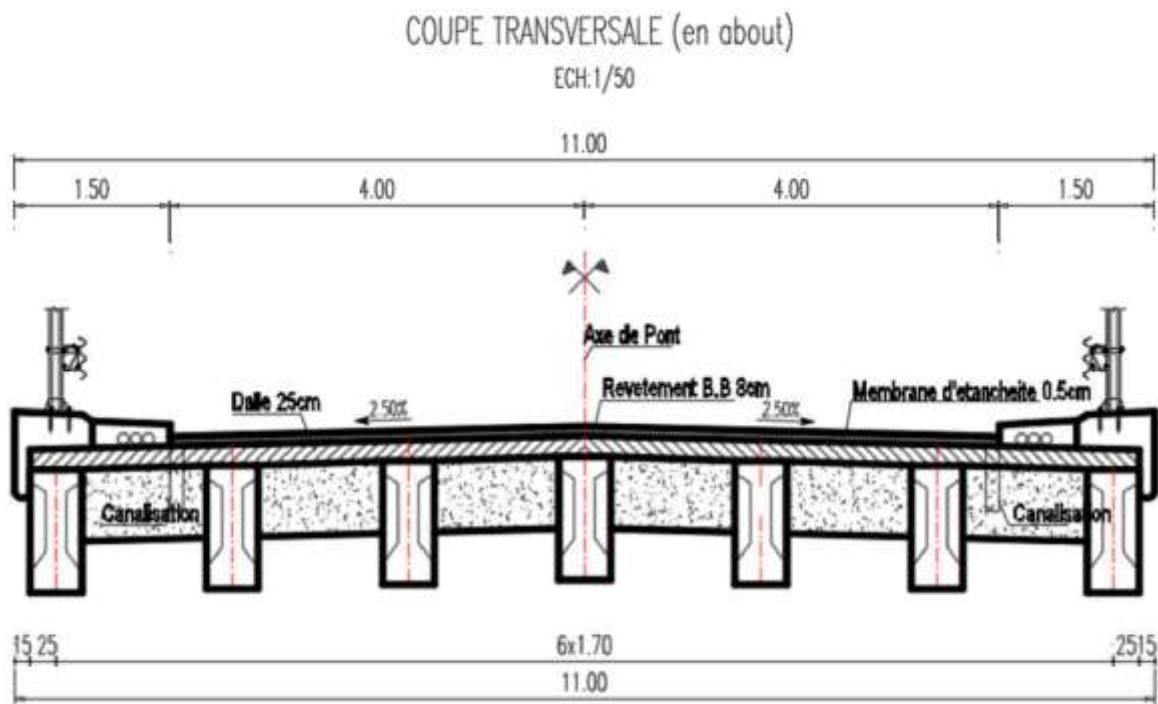 COUPE TRANSVERSALE (en about)
ECH:1/50
11.00
1.50 4.00 4.00 1.50
Axe de Pont
Dalle 25cm 2.50% Revetement B.B 8cm 2.50% Membrane d'etancheite 0.5cm
Canalisation Canalisation
15 25 6x1.70 25 15
11.00